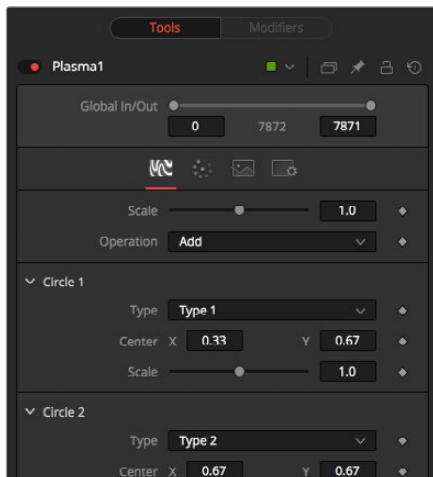 Tools Modifiers
Plasma1
Global In/Out
0 7872 7871
Scale 1.0
Operation Add
Circle 1
Type Type 1
Center X 0.33 Y 0.67
Scale 1.0
Circle 2
Type Type 2
Center X 0.67 Y 0.67